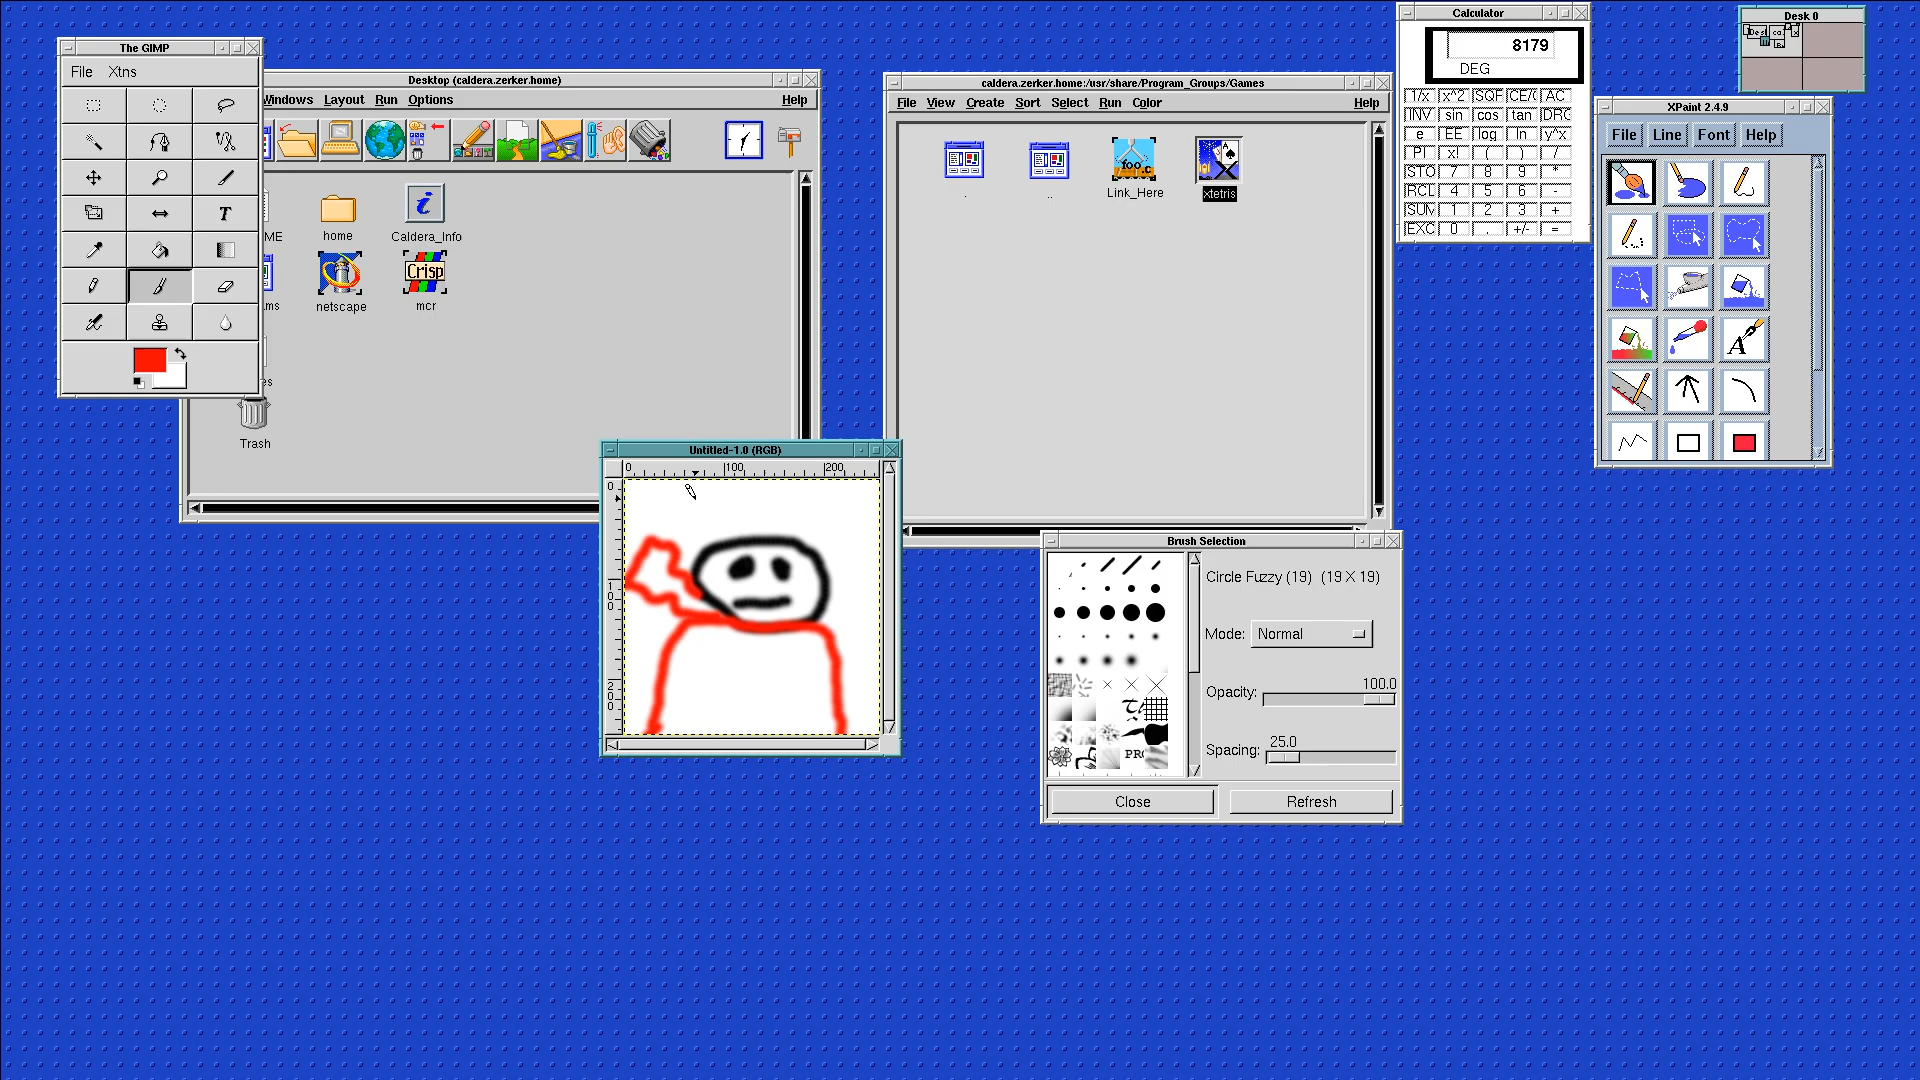 The GIMP
File Xtns
Desktop (caldera.zerker.home)
Windows Layout Run Options Help
home
Caldera_Info
netscape
Crisp
mcr
Trash
caldera.zerker.home:/usr/share/Program_Groups/Games
File View Create Sort Select Run Color Help
.
..
foo.c
Link_Here
xtetris
Calculator
8179
DEG
1/x x^2 SQR CE/C AC
INV sin cos tan DRG
e EE log ln y^x
PI x! ( ) /
STO 7 8 9 *
RCL 4 5 6 -
SUM 1 2 3 +
EXC 0 . +/- =
Desk 0
XPaint 2.4.9
File Line Font Help
Untitled-1.0 (RGB)
0 100 200
0
100
200
Brush Selection
Circle Fuzzy (19) (19 X 19)
Mode: Normal
Opacity: 100.0
Spacing: 25.0
Close Refresh